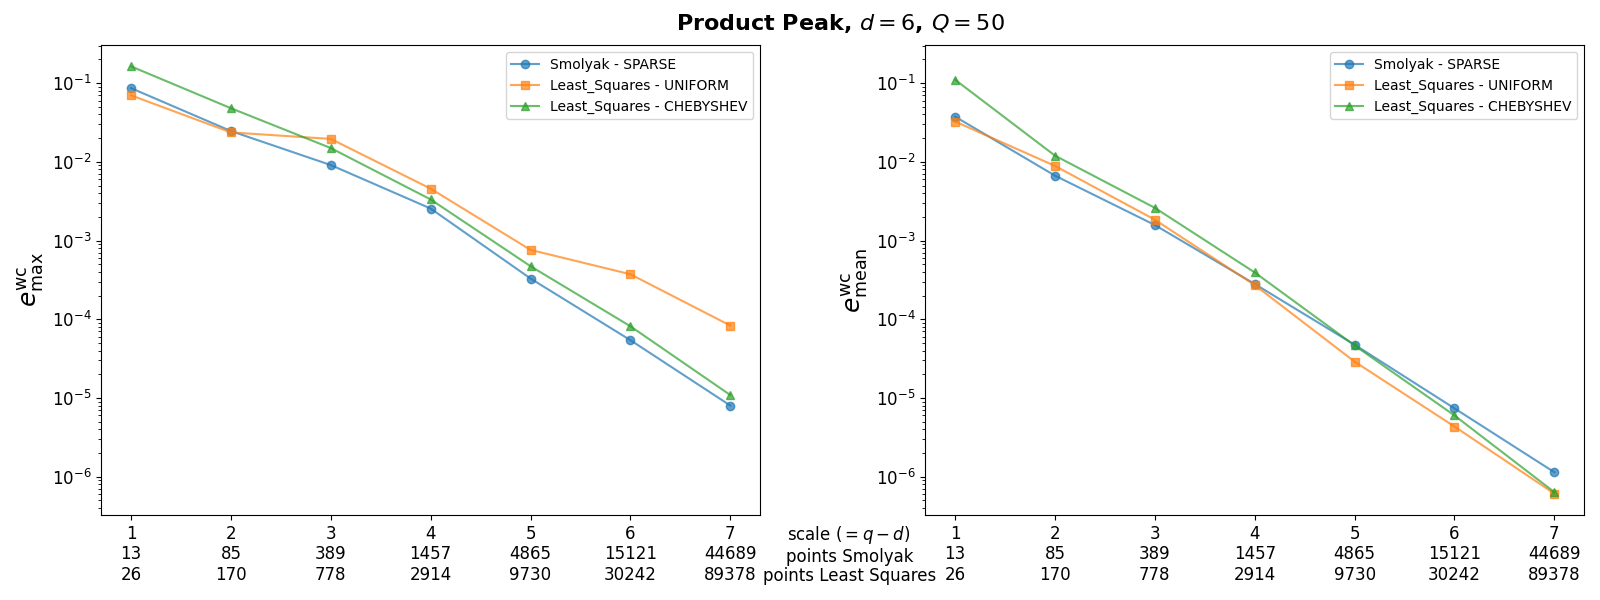 Product Peak, d = 6, Q = 50
Smolyak - SPARSE
Least_Squares - UNIFORM
Least_Squares - CHEBYSHEV
10⁻¹
10⁻²
10⁻³
10⁻⁴
10⁻⁵
10⁻⁶
e^wc_max
1 2 3 4 5 6 7
13 85 389 1457 4865 15121 44689
26 170 778 2914 9730 30242 89378
scale (= q − d)
points Smolyak
points Least Squares
Smolyak - SPARSE
Least_Squares - UNIFORM
Least_Squares - CHEBYSHEV
10⁻¹
10⁻²
10⁻³
10⁻⁴
10⁻⁵
10⁻⁶
e^wc_mean
1 2 3 4 5 6 7
13 85 389 1457 4865 15121 44689
26 170 778 2914 9730 30242 89378